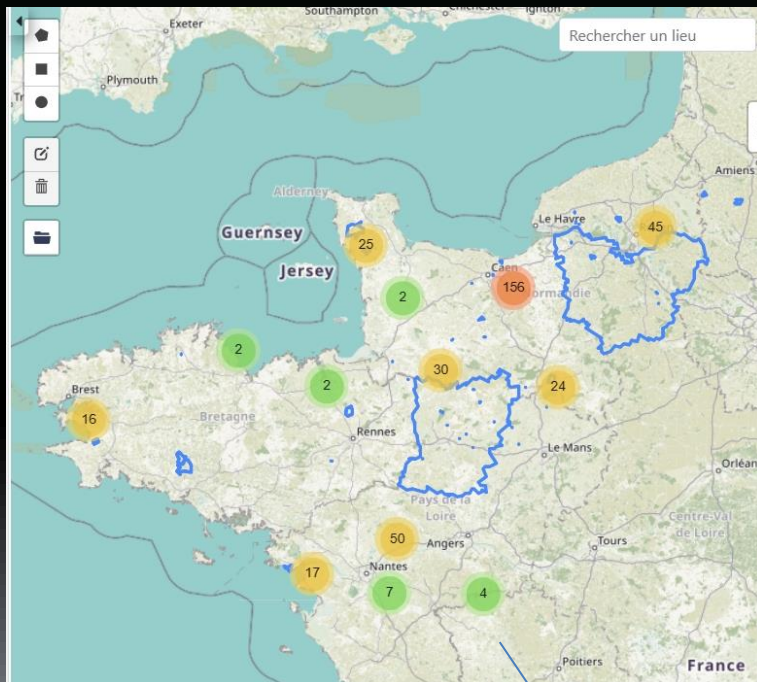 Southampton
Exeter
Rechercher un lieu
Plymouth
Amiens
Alderney
Le Havre
45
Guernsey
25
Caen
Jersey
156
ormandie
2
2
30
2
24
Brest
16
Bretagne
Rennes
Le Mans
Orléan
Pays de la
Loire
Centre-Val
de Loire
50
Angers
Tours
17
Nantes
7
4
Poitiers
France